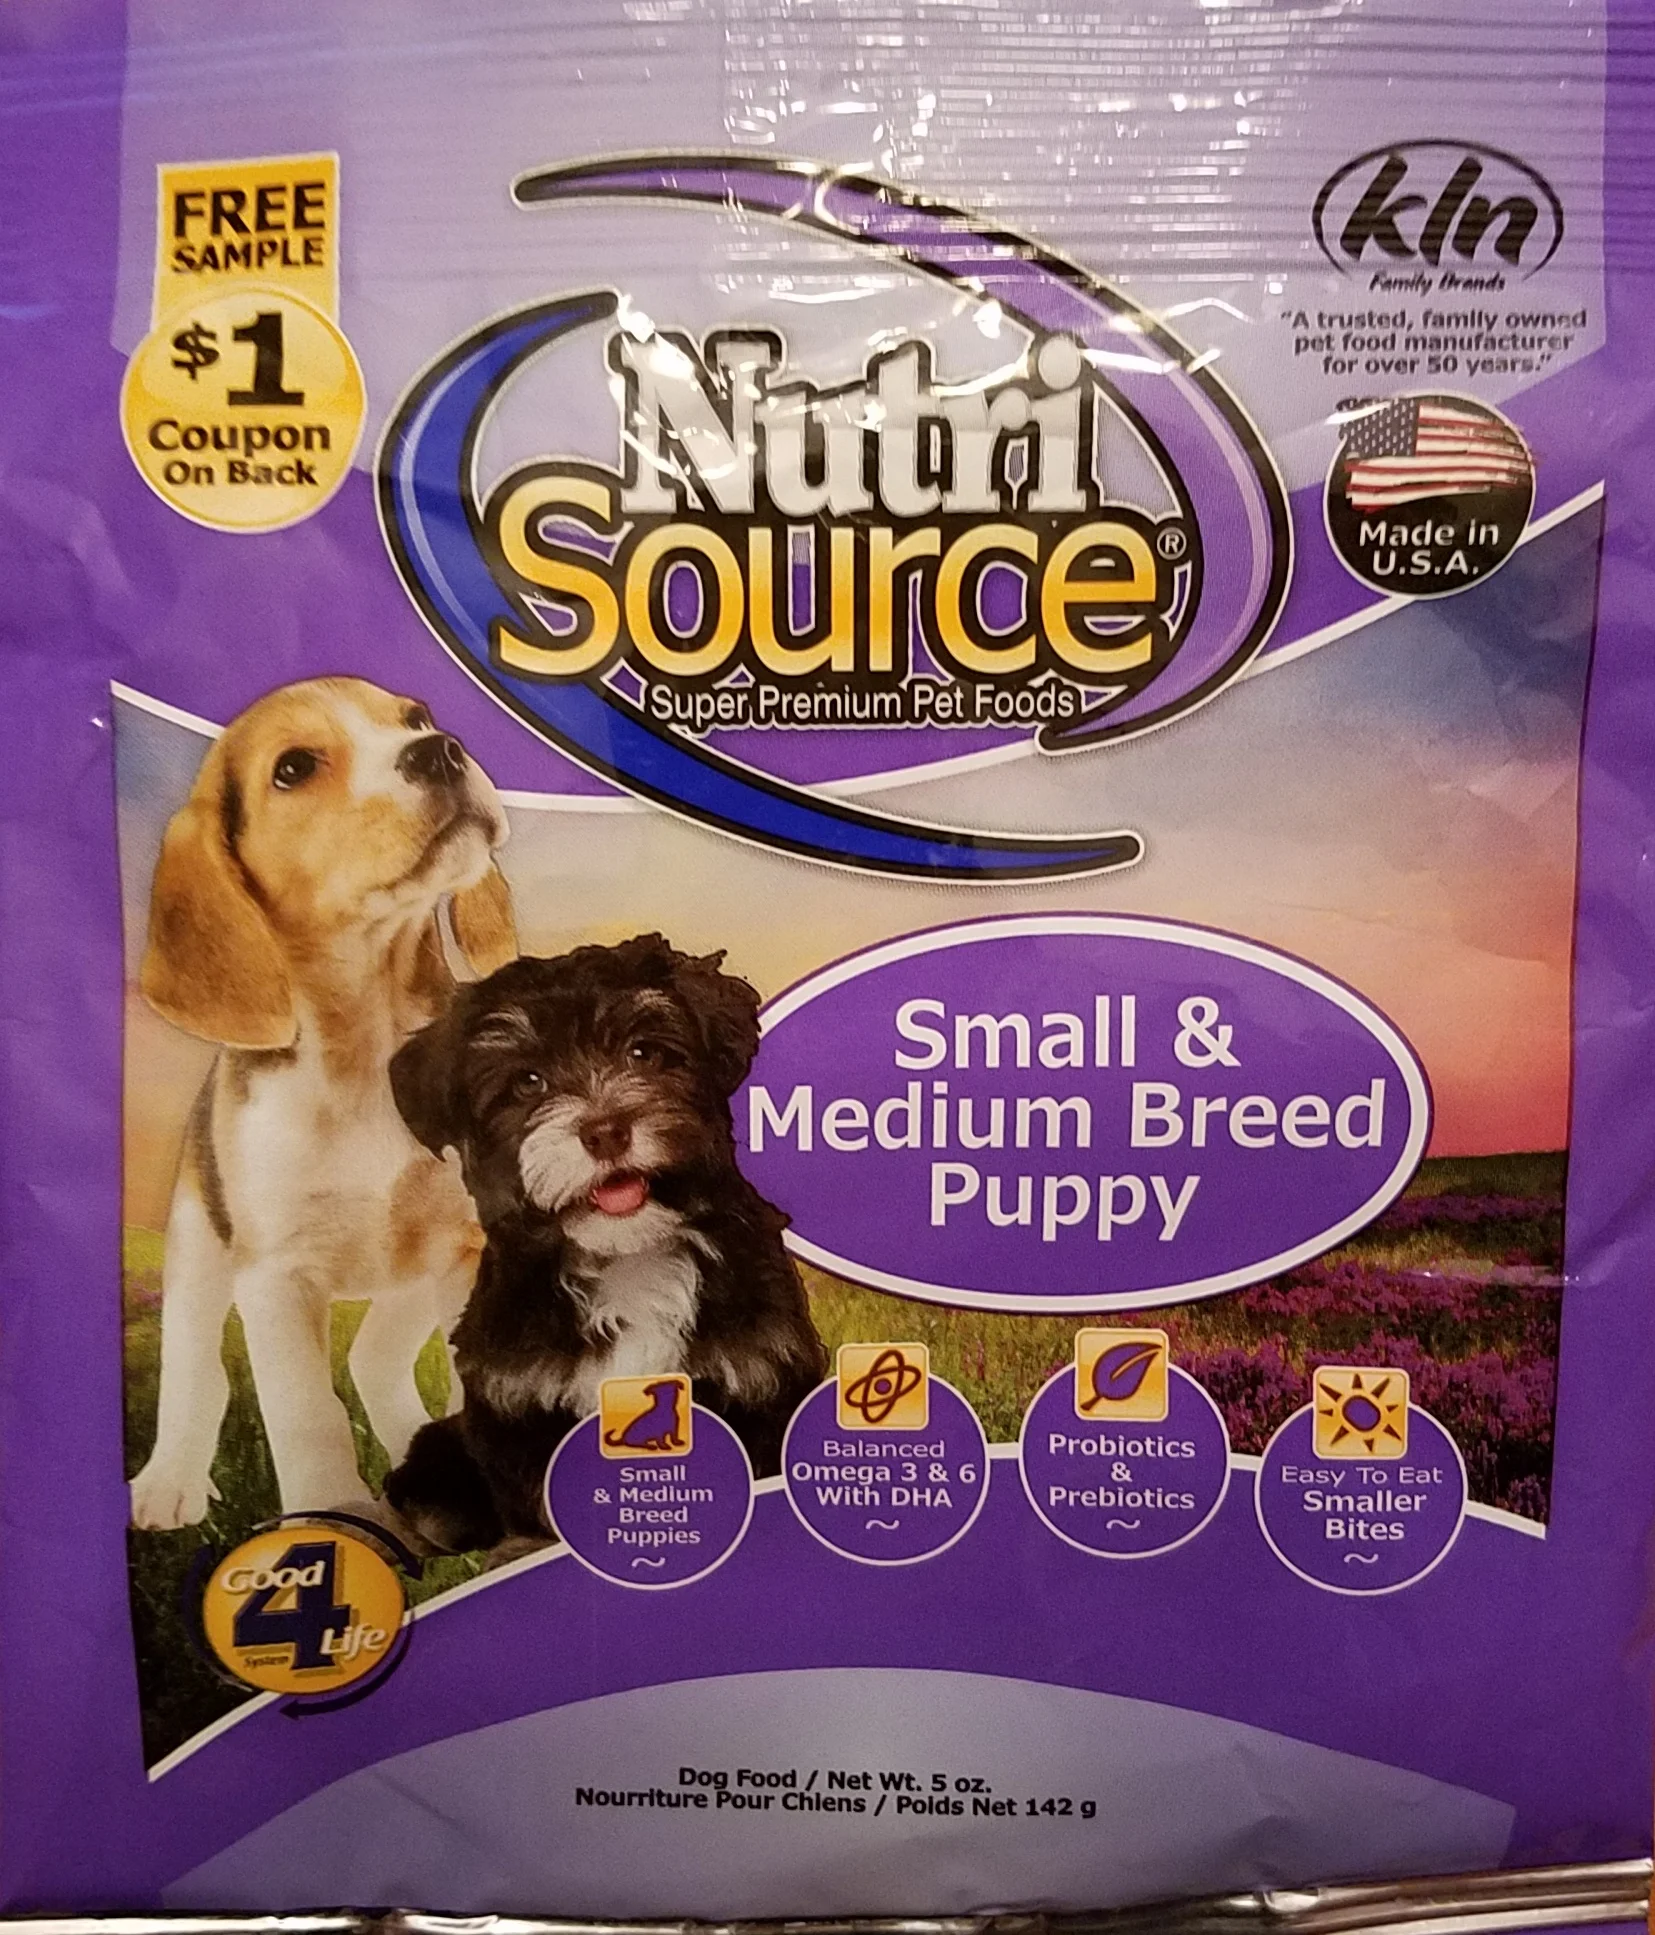 FREE
SAMPLE
$1
Coupon
On Back
kln
Family Brands
"A trusted, family owned
pet food manufacturer
for over 50 years."
Made in
U.S.A.
Nutri
Source®
Super Premium Pet Foods
Small &
Medium Breed
Puppy
Small
& Medium
Breed
Puppies
~
Balanced
Omega 3 & 6
With DHA
~
Probiotics
&
Prebiotics
~
Easy To Eat
Smaller
Bites
~
Good
4
Life
System
Dog Food / Net Wt. 5 oz.
Nourriture Pour Chiens / Poids Net 142 g